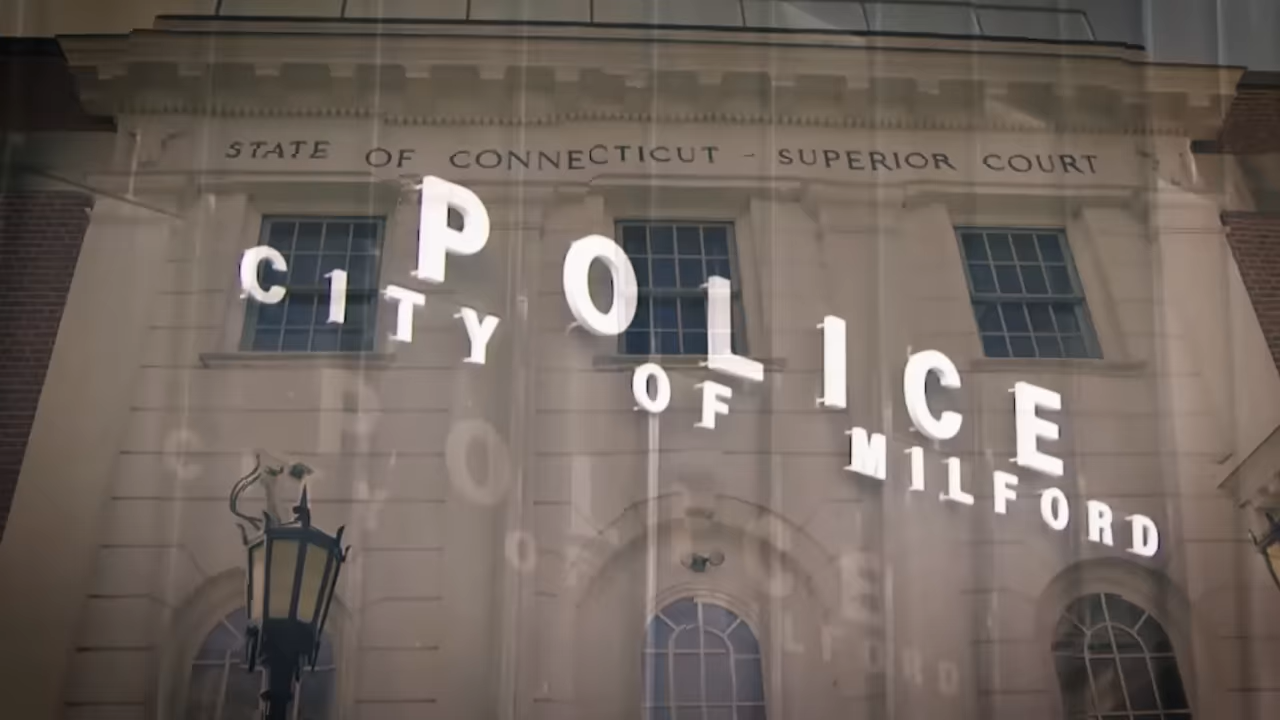 STATE OF CONNECTICUT - SUPERIOR COURT
POLICE
CITY OF MILFORD